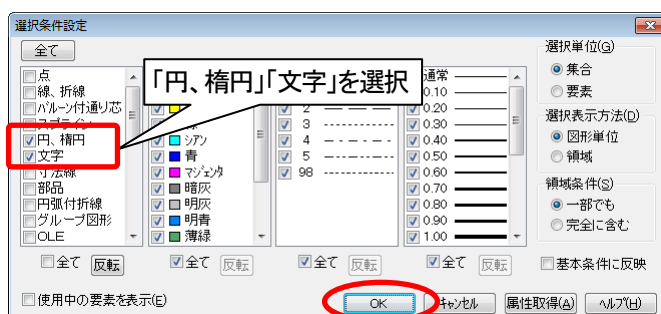 選択条件設定
全て
点
線、折線
バルーン付通り芯
円、楕円
文字
寸法線
部品
円弧付折線
グループ図形
OLE
「円、楕円」「文字」を選択
シアン
青
マジェンタ
暗灰
明灰
明青
薄緑
2
3
4
5
98
通常
0.10
0.20
0.30
0.40
0.50
0.60
0.70
0.80
0.90
1.00
選択単位(G)
集合
要素
選択表示方法(D)
図形単位
領域
領域条件(S)
一部でも
完全に含む
全て 反転
全て 反転
全て 反転
全て 反転
基本条件に反映
使用中の要素を表示(E)
OK
キャンセル
属性取得(A)
ヘルプ(H)